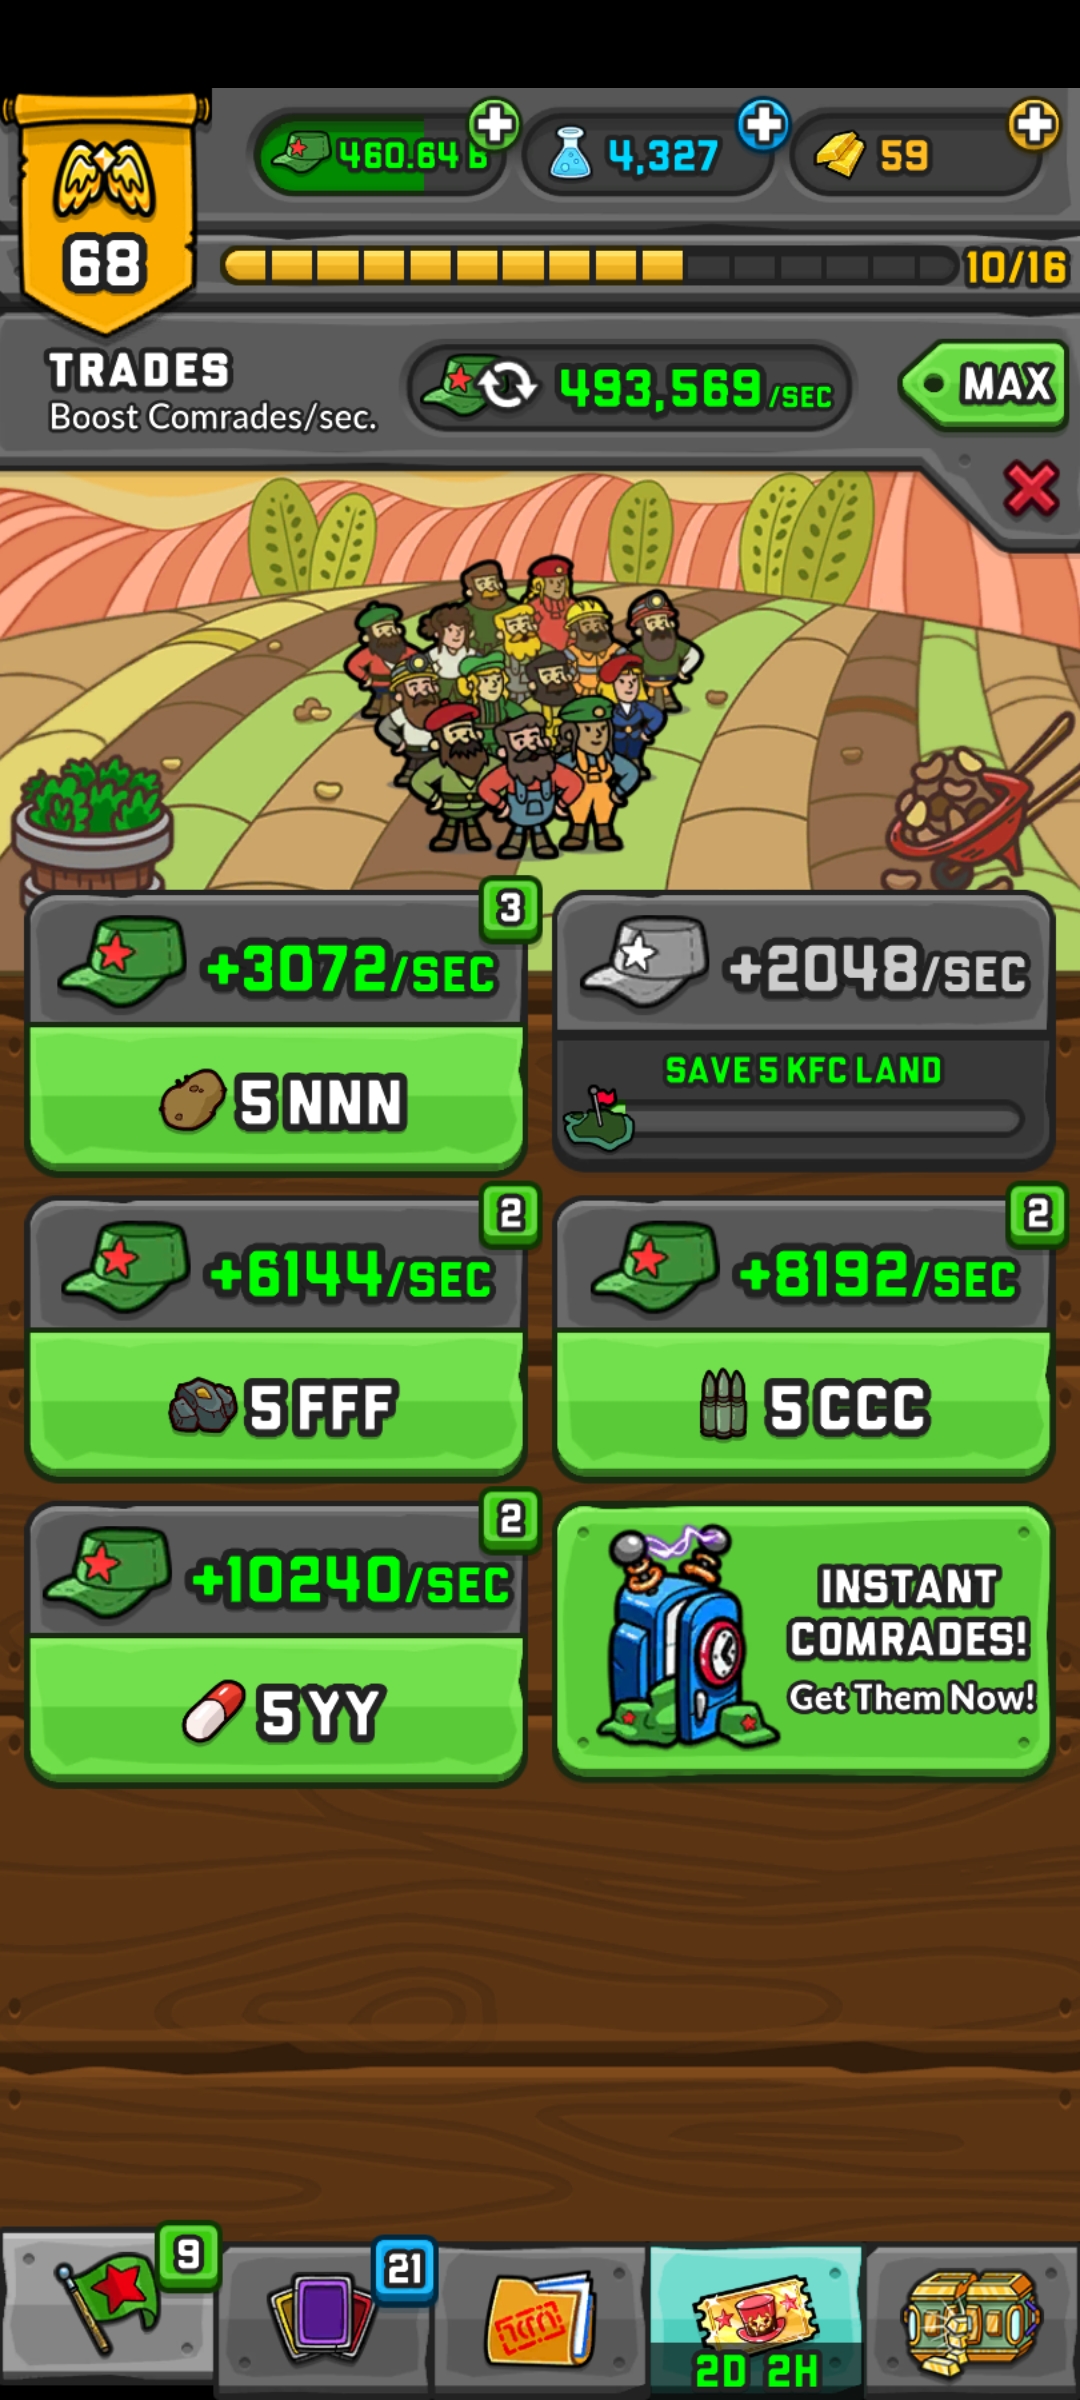 460.64 B
4,327
59
68
10/16
TRADES
Boost Comrades/sec.
493,569/SEC
MAX
3
+3072/SEC
5 NNN
+2048/SEC
SAVE 5 KFC LAND
2
+6144/SEC
5 FFF
2
+8192/SEC
5 CCC
2
+10240/SEC
5 YY
INSTANT
COMRADES!
Get Them Now!
9
21
2D 2H